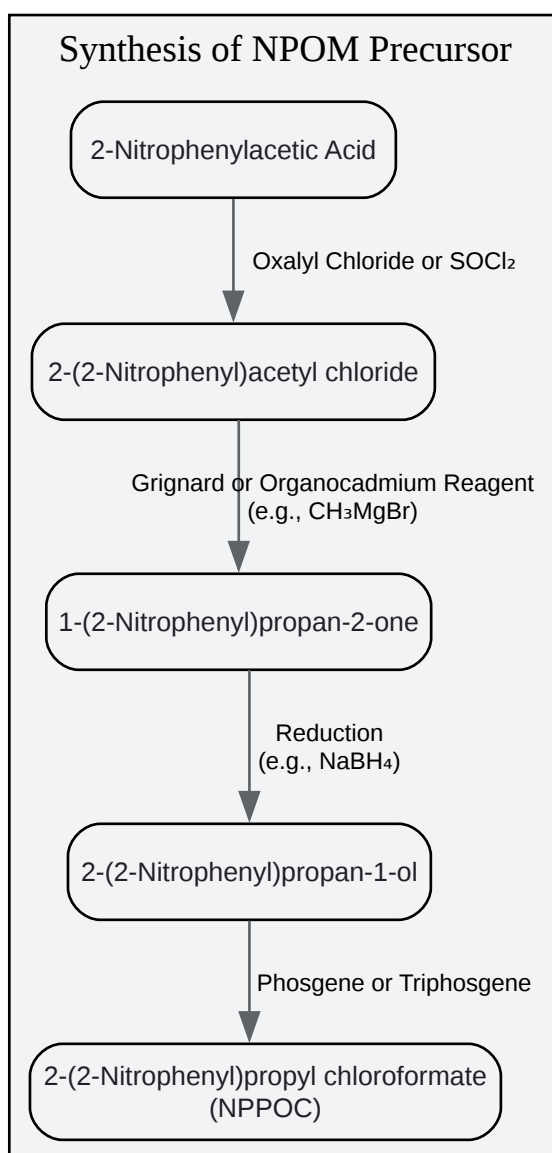 Synthesis of NPOM Precursor
2-Nitrophenylacetic Acid
Oxalyl Chloride or SOCl₂
2-(2-Nitrophenyl)acetyl chloride
Grignard or Organocadmium Reagent
(e.g., CH₃MgBr)
1-(2-Nitrophenyl)propan-2-one
Reduction
(e.g., NaBH₄)
2-(2-Nitrophenyl)propan-1-ol
Phosgene or Triphosgene
2-(2-Nitrophenyl)propyl chloroformate
(NPPOC)